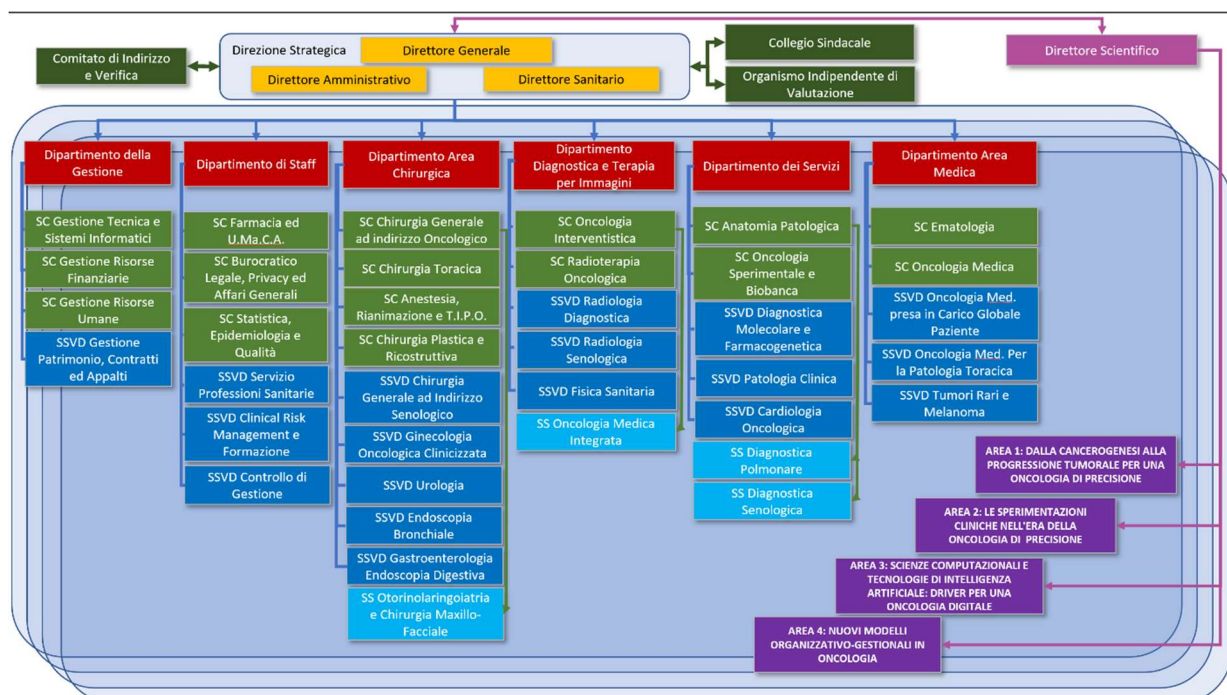 Direzione Strategica
Direttore Generale
Direttore Amministrativo
Direttore Sanitario
Comitato di Indirizzo
e Verifica
Collegio Sindacale
Organismo Indipendente di
Valutazione
Direttore Scientifico
Dipartimento della
Gestione
SC Gestione Tecnica e
Sistemi Informatici
SC Gestione Risorse
Finanziarie
SC Gestione Risorse
Umane
SSVD Gestione
Patrimonio, Contratti
ed Appalti
Dipartimento di Staff
SC Farmacia ed
U.Ma.C.A.
SC Burocratico
Legale, Privacy ed
Affari Generali
SC Statistica,
Epidemiologia e
Qualità
SSVD Servizio
Professioni Sanitarie
SSVD Clinical Risk
Management e
Formazione
SSVD Controllo di
Gestione
Dipartimento Area
Chirurgica
SC Chirurgia Generale
ad indirizzo Oncologico
SC Chirurgia Toracica
SC Anestesia,
Rianimazione e T.I.P.O.
SC Chirurgia Plastica e
Ricostruttiva
SSVD Chirurgia
Generale ad Indirizzo
Senologico
SSVD Ginecologia
Oncologica Clinicizzata
SSVD Urologia
SSVD Endoscopia
Bronchiale
SSVD Gastroenterologia
Endoscopia Digestiva
SS Otorinolaringoiatria
e Chirurgia Maxillo-
Facciale
Dipartimento
Diagnostica e Terapia
per Immagini
SC Oncologia
Interventistica
SC Radioterapia
Oncologica
SSVD Radiologia
Diagnostica
SSVD Radiologia
Senologica
SSVD Fisica Sanitaria
SS Oncologia Medica
Integrata
Dipartimento dei Servizi
SC Anatomia Patologica
SC Oncologia
Sperimentale e
Biobanca
SSVD Diagnostica
Molecolare e
Farmacogenetica
SSVD Patologia Clinica
SSVD Cardiologia
Oncologica
SS Diagnostica
Polmonare
SS Diagnostica
Senologica
Dipartimento Area
Medica
SC Ematologia
SC Oncologia Medica
SSVD Oncologia Med.
presa in Carico Globale
Paziente
SSVD Oncologia Med. Per
la Patologia Toracica
SSVD Tumori Rari e
Melanoma
AREA 1: DALLA CANCEROGENESI ALLA
PROGRESSIONE TUMORALE PER UNA
ONCOLOGIA DI PRECISIONE
AREA 2: LE SPERIMENTAZIONI
CLINICHE NELL'ERA DELLA
ONCOLOGIA DI PRECISIONE
AREA 3: SCIENZE COMPUTAZIONALI E
TECNOLOGIE DI INTELLIGENZA
ARTIFICIALE: DRIVER PER UNA
ONCOLOGIA DIGITALE
AREA 4: NUOVI MODELLI
ORGANIZZATIVO-GESTIONALI IN
ONCOLOGIA